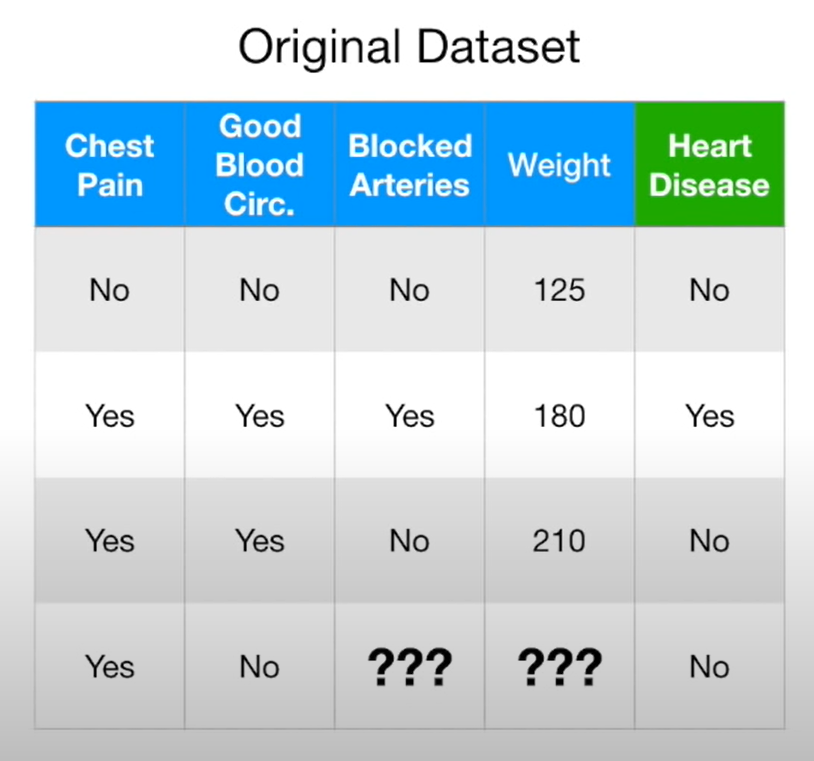 Original Dataset
Chest Pain
Good Blood Circ.
Blocked Arteries
Weight
Heart Disease
No No No 125 No
Yes Yes Yes 180 Yes
Yes Yes No 210 No
Yes No ??? ??? No